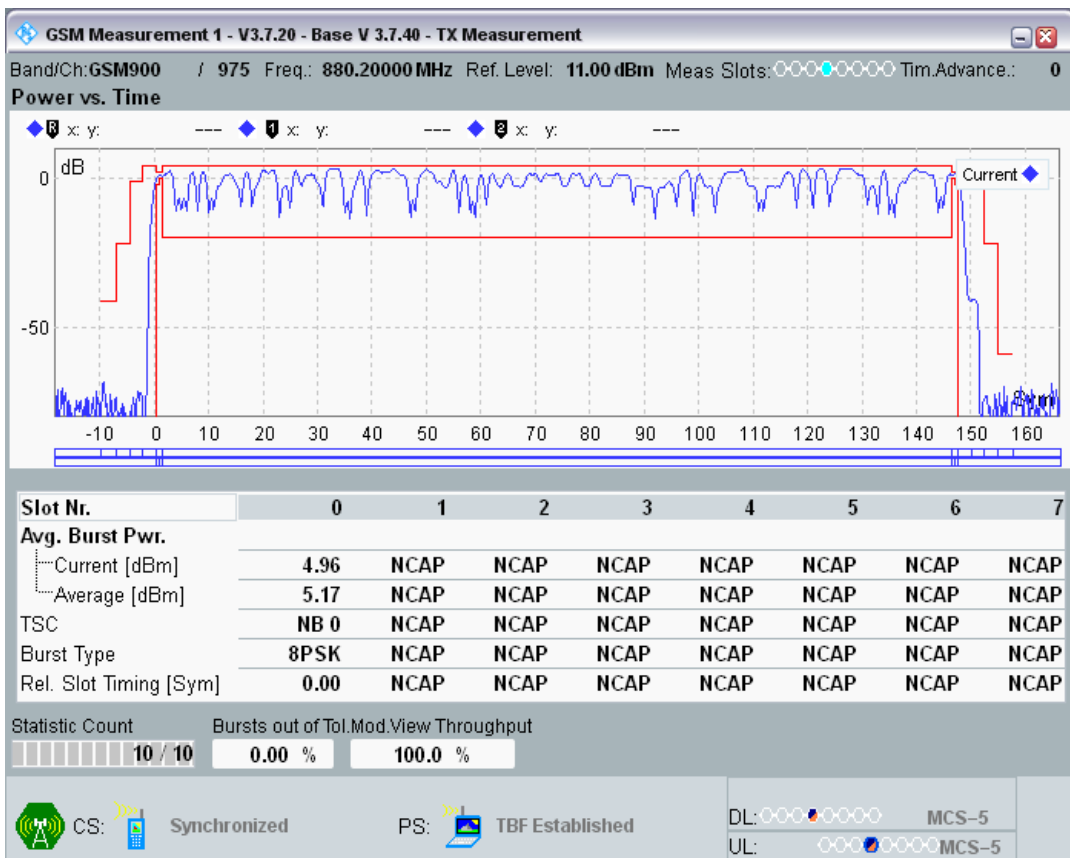 GSM Measurement 1 - V3.7.20 - Base V 3.7.40 - TX Measurement
Band/Ch:GSM900 / 975 Freq.: 880.20000 MHz Ref. Level: 11.00 dBm Meas Slots: Tim.Advance.: 0
Power vs. Time
R x: y: --- 1 x: y: --- 2 x: y: ---
dB
Current
0
-50
Sym
-10 0 10 20 30 40 50 60 70 80 90 100 110 120 130 140 150 160
Slot Nr. 0 1 2 3 4 5 6 7
Avg. Burst Pwr.
Current [dBm] 4.96 NCAP NCAP NCAP NCAP NCAP NCAP NCAP
Average [dBm] 5.17 NCAP NCAP NCAP NCAP NCAP NCAP NCAP
TSC NB 0 NCAP NCAP NCAP NCAP NCAP NCAP NCAP
Burst Type 8PSK NCAP NCAP NCAP NCAP NCAP NCAP NCAP
Rel. Slot Timing [Sym] 0.00 NCAP NCAP NCAP NCAP NCAP NCAP NCAP
Statistic Count Bursts out of Tol.Mod.View Throughput
10 / 10 0.00 % 100.0 %
CS: Synchronized PS: TBF Established
DL: MCS-5
UL: MCS-5